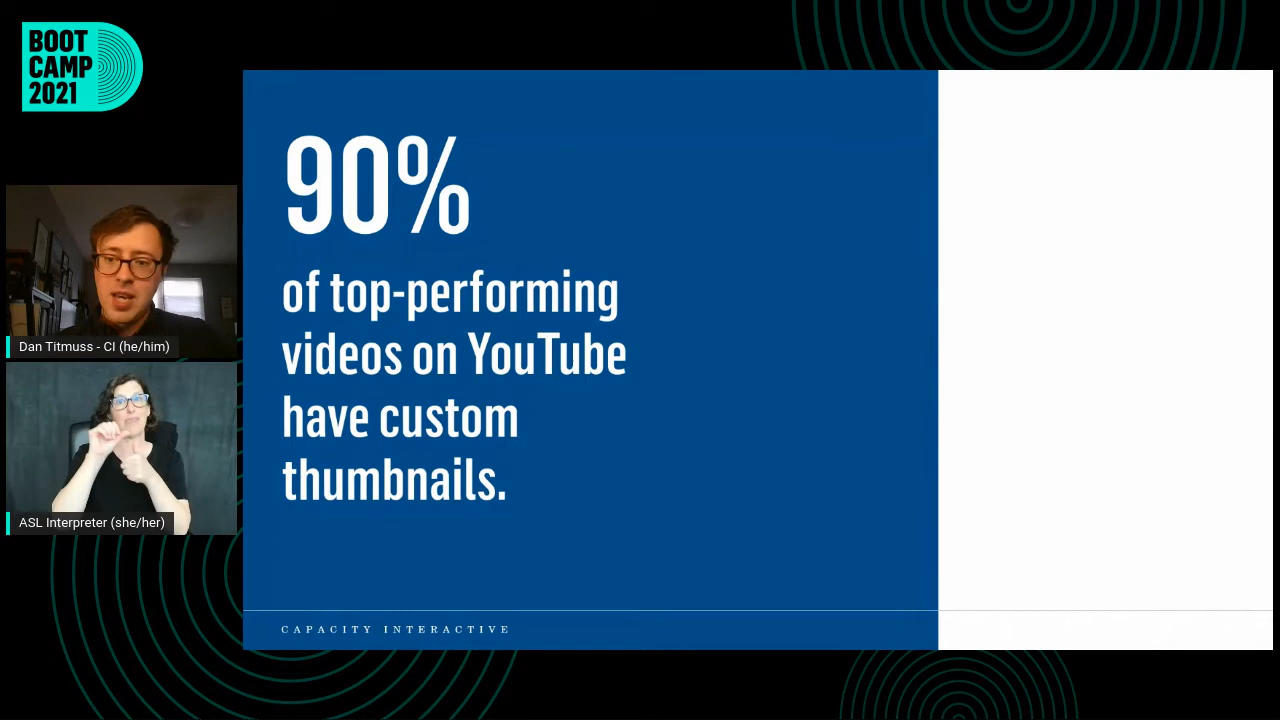 BOOT
CAMP
2021
90%
of top-performing
videos on YouTube
have custom
thumbnails.
Dan Titmuss - CI (he/him)
ASL Interpreter (she/her)
CAPACITY INTERACTIVE